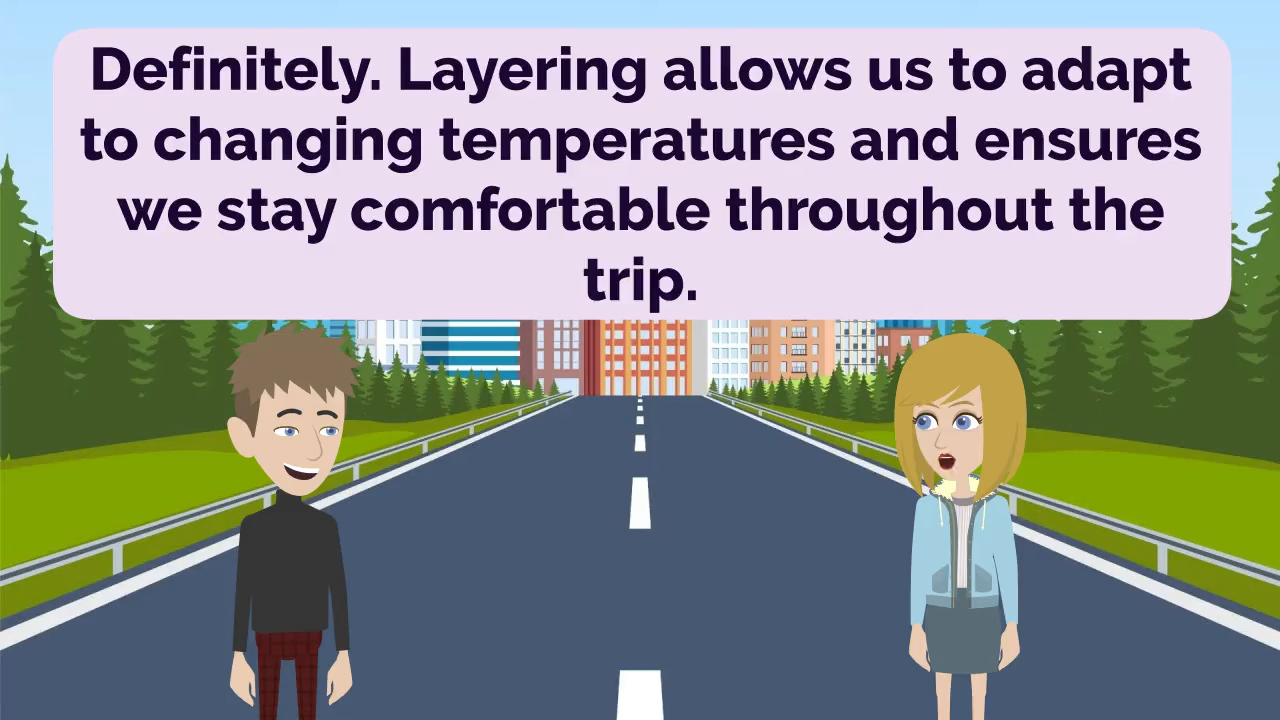 Definitely. Layering allows us to adapt
to changing temperatures and ensures
we stay comfortable throughout the
trip.